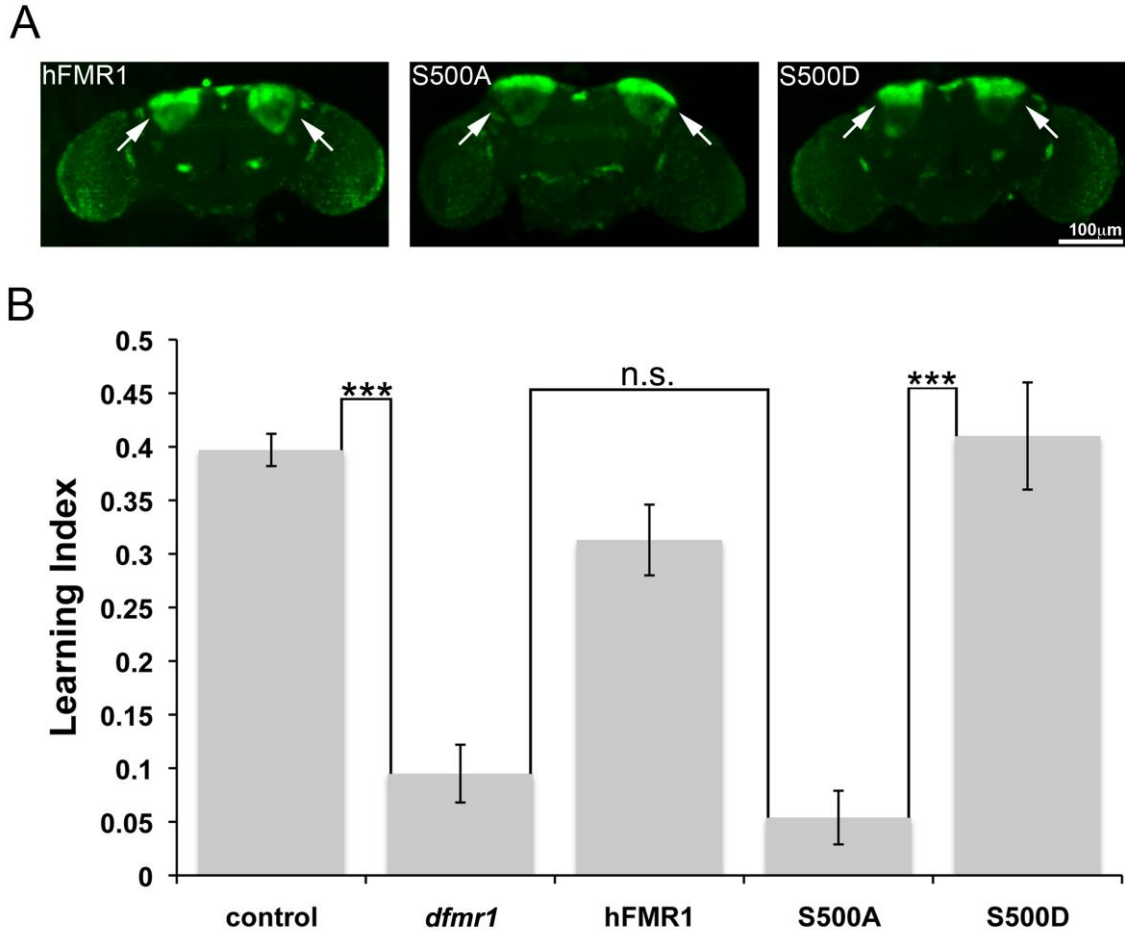 A
hFMR1
S500A
S500D
100µm
B
Learning Index
0.5
0.45
0.4
0.35
0.3
0.25
0.2
0.15
0.1
0.05
0
***
n.s.
***
control
dfmr1
hFMR1
S500A
S500D